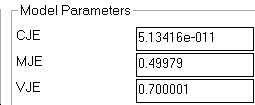 Model Parameters
CJE 5.13416e-011
MJE 0.49979
VJE 0.700001